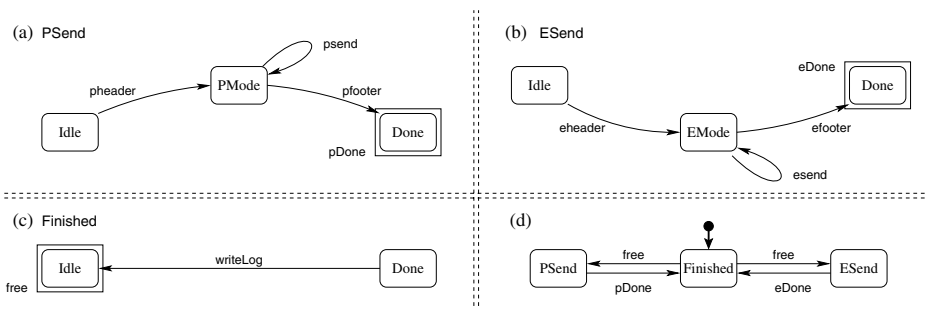 (a) PSend
psend
PMode
pheader
pfooter
Idle
Done
pDone
(b) ESend
eDone
Idle
Done
eheader
EMode
efooter
esend
(c) Finished
writeLog
Idle
Done
free
(d)
free
free
PSend
Finished
ESend
pDone
eDone